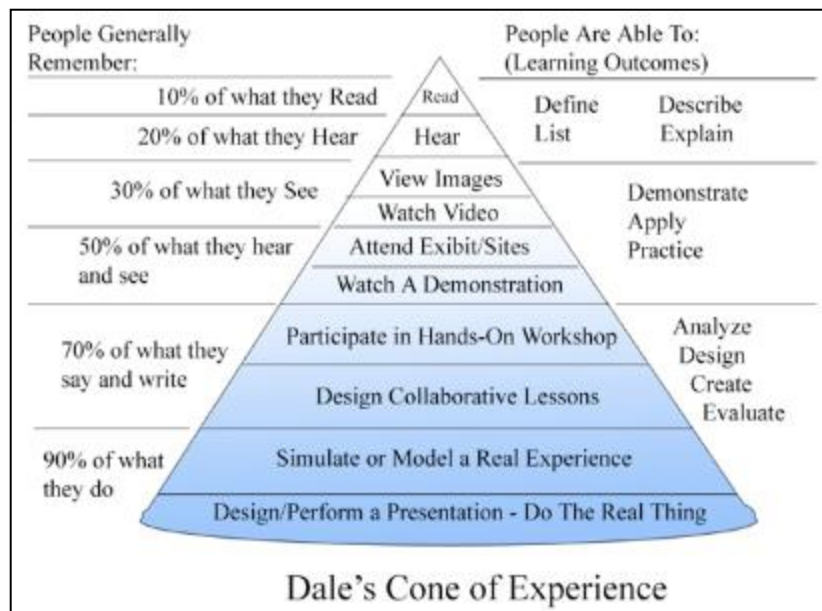 People Generally
Remember:
10% of what they Read
20% of what they Hear
30% of what they See
50% of what they hear
and see
70% of what they
say and write
90% of what
they do
Read
Hear
View Images
Watch Video
Attend Exibit/Sites
Watch A Demonstration
Participate in Hands-On Workshop
Design Collaborative Lessons
Simulate or Model a Real Experience
Design/Perform a Presentation - Do The Real Thing
People Are Able To:
(Learning Outcomes)
Define Describe
List Explain
Demonstrate
Apply
Practice
Analyze
Design
Create
Evaluate
Dale's Cone of Experience